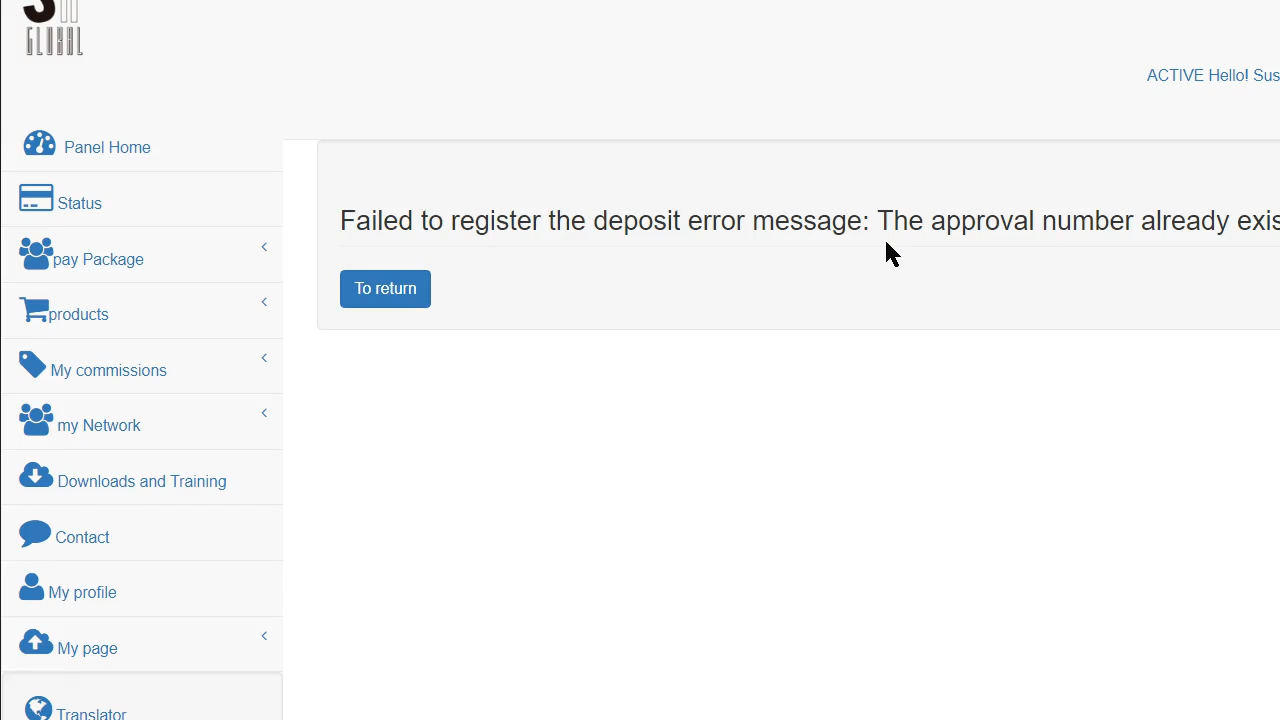 GLOBAL
ACTIVE Hello! Sus
Panel Home
Status
pay Package
products
My commissions
my Network
Downloads and Training
Contact
My profile
My page
Translator
Failed to register the deposit error message: The approval number already exis
To return